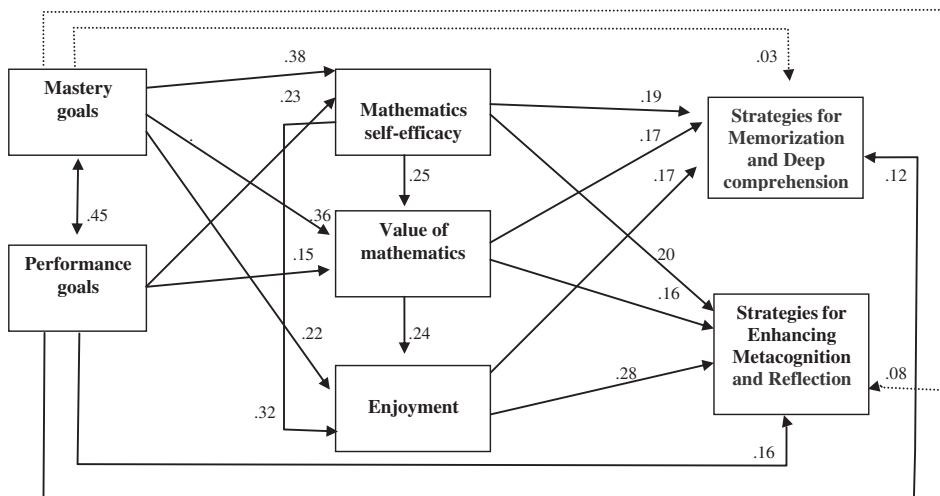 .38
.03
Mastery
goals
.23
Mathematics
self-efficacy
.19
Strategies for
Memorization
and Deep
comprehension
.17
.
.25
.17
.12
.45
.36
Value of
mathematics
Performance
goals
.15
.20
.16
Strategies for
Enhancing
Metacognition
and Reflection
.22
.24
.28
.08
Enjoyment
.32
.16